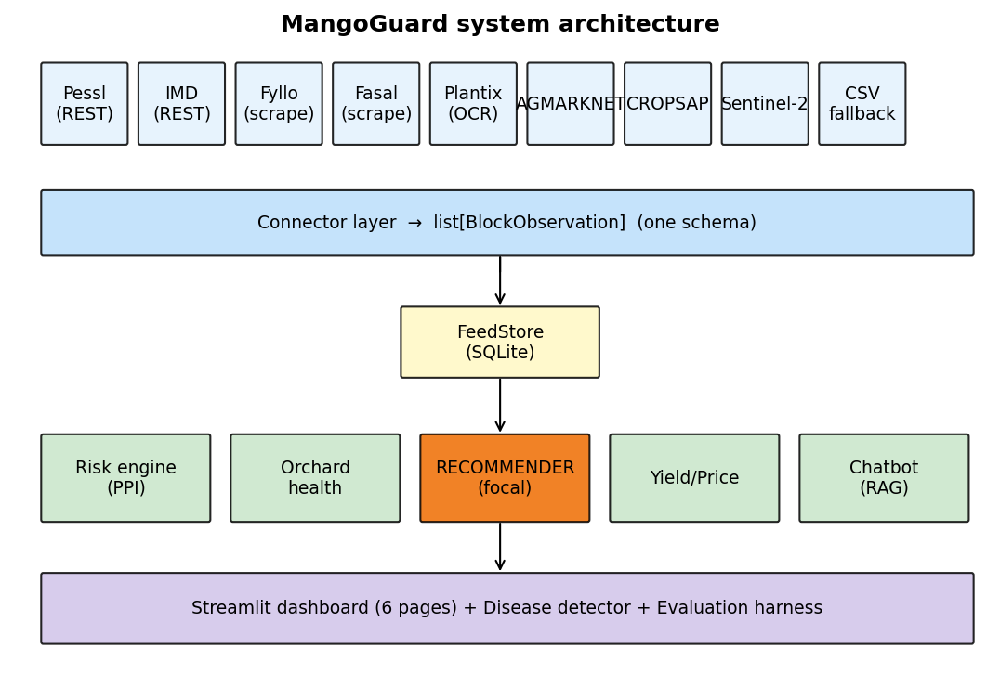 MangoGuard system architecture
Pessl
(REST)
IMD
(REST)
Fyllo
(scrape)
Fasal
(scrape)
Plantix
(OCR)
AGMARKNET
CROPSAP
Sentinel-2
CSV
fallback
Connector layer → list[BlockObservation] (one schema)
FeedStore
(SQLite)
Risk engine
(PPI)
Orchard
health
RECOMMENDER
(focal)
Yield/Price
Chatbot
(RAG)
Streamlit dashboard (6 pages) + Disease detector + Evaluation harness